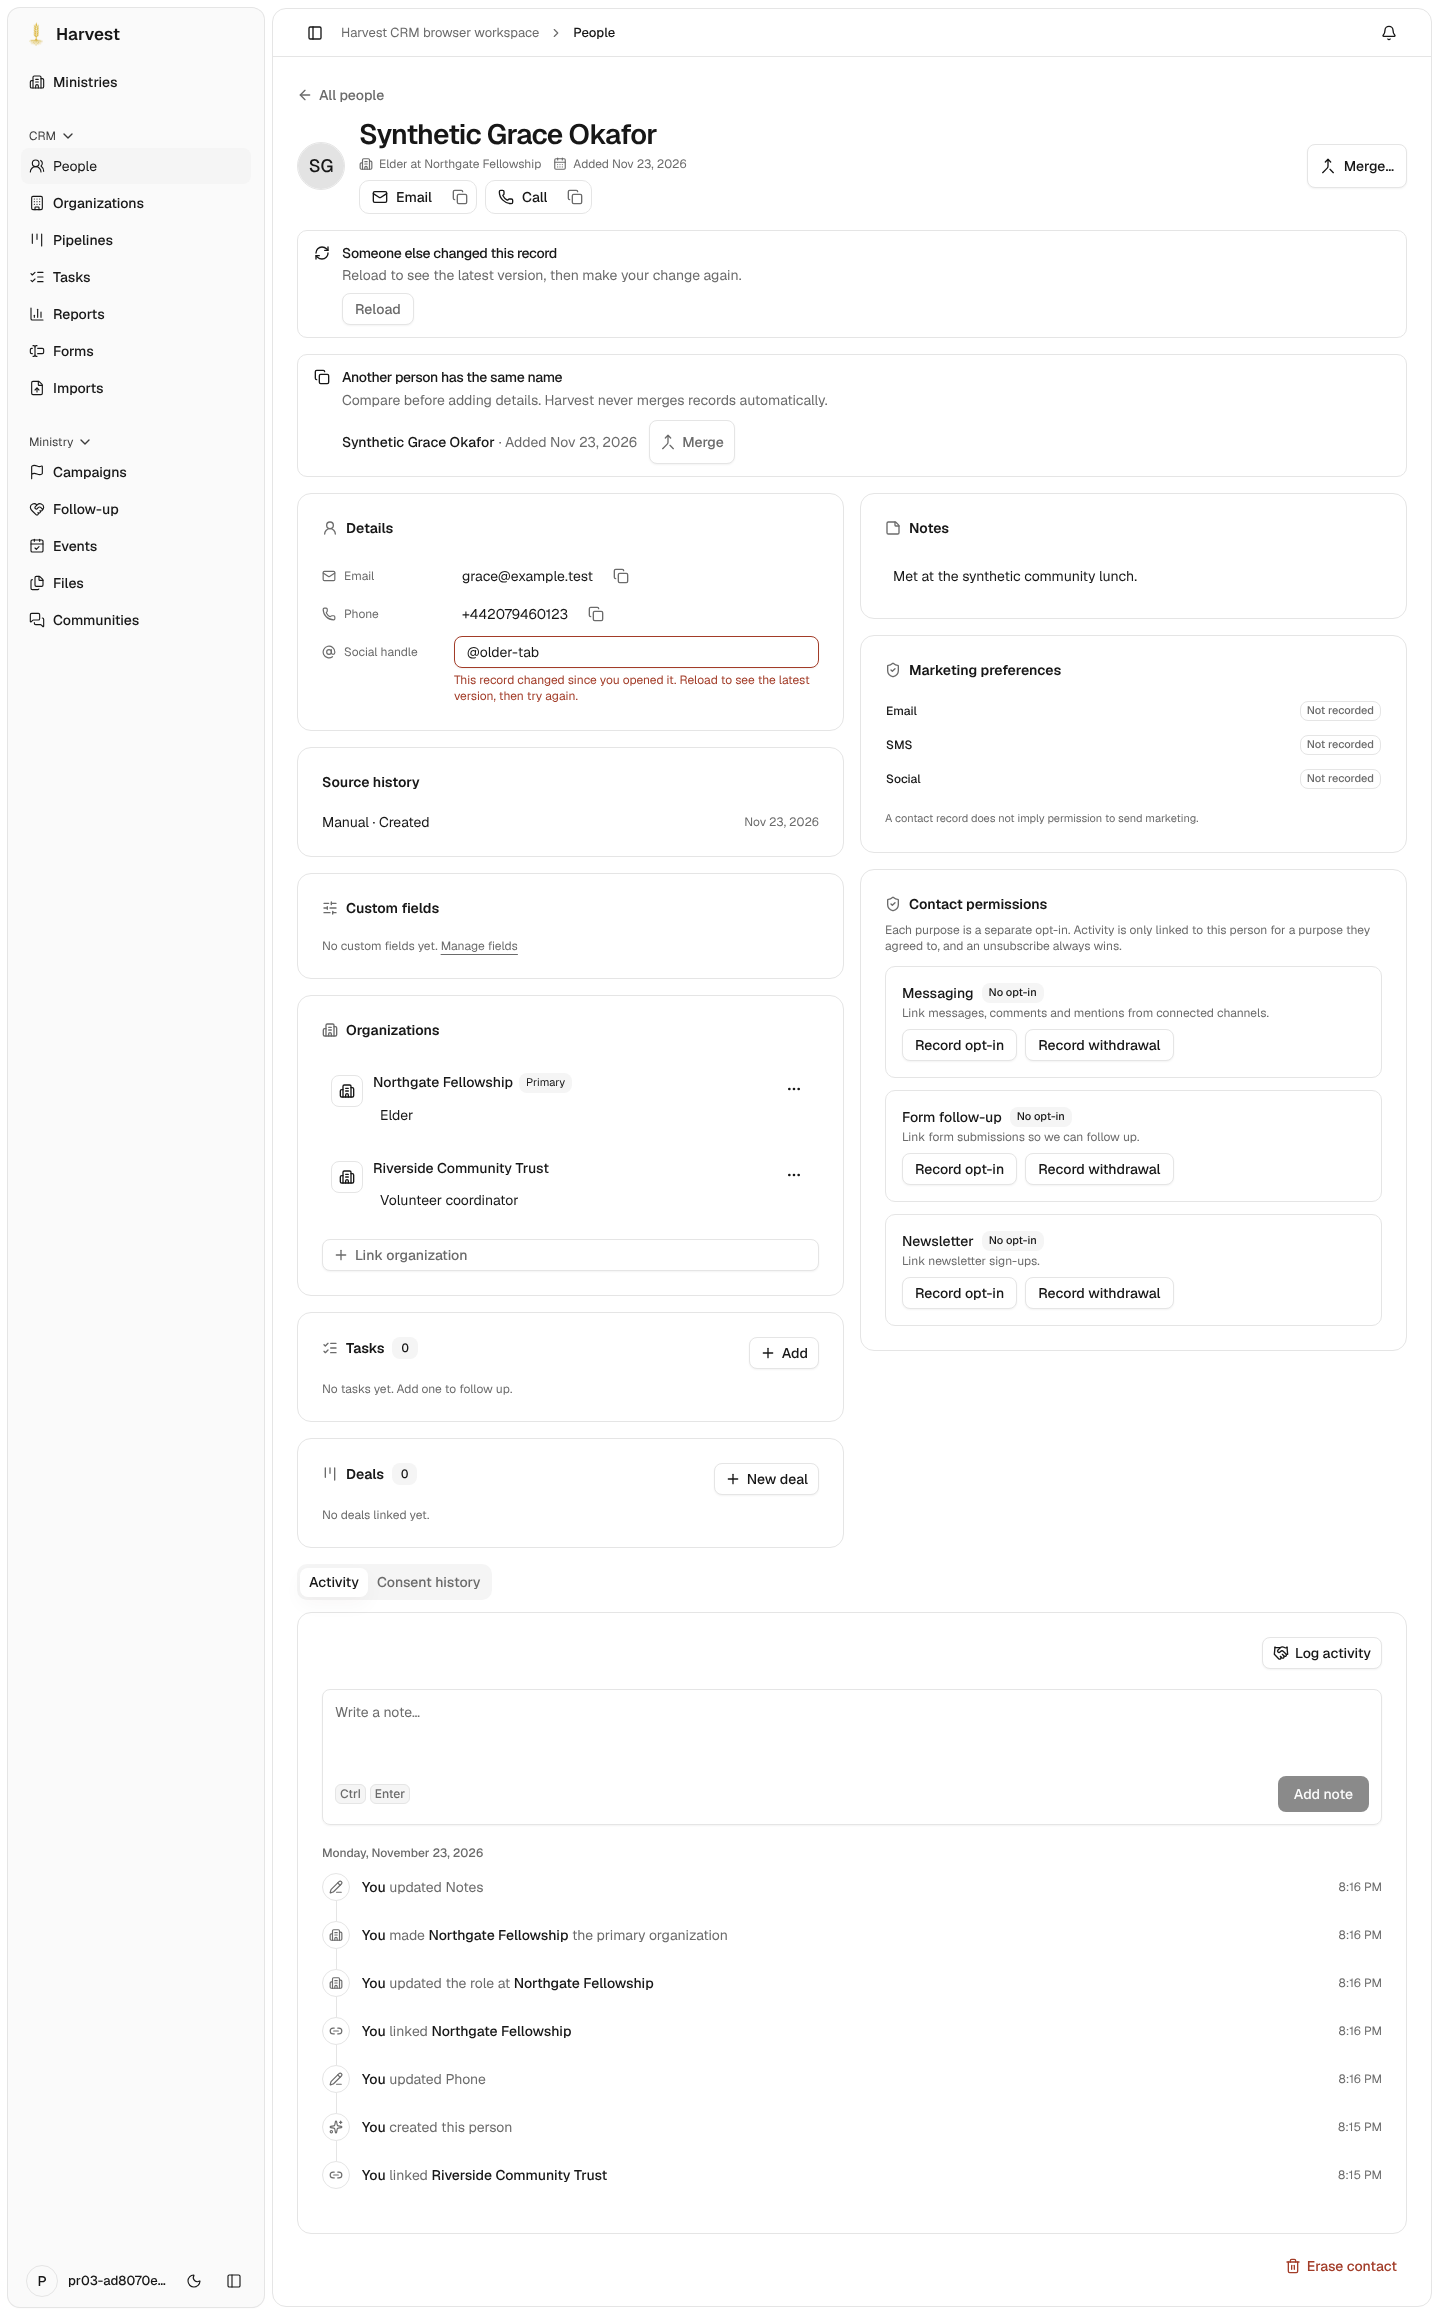 Harvest
Ministries
CRM
People
Organizations
Pipelines
Tasks
Reports
Forms
Imports
Ministry
Campaigns
Follow-up
Events
Files
Communities
pr03-ad8070e...
P
Harvest CRM browser workspace
People
All people
SG
Synthetic Grace Okafor
Elder at Northgate Fellowship
Added Nov 23, 2026
Email
Call
Merge...
Someone else changed this record
Reload to see the latest version, then make your change again.
Reload
Another person has the same name
Compare before adding details. Harvest never merges records automatically.
Synthetic Grace Okafor · Added Nov 23, 2026
Merge
Details
Email
grace@example.test
Phone
+442079460123
Social handle
@older-tab
This record changed since you opened it. Reload to see the latest
version, then try again.
Source history
Manual · Created
Nov 23, 2026
Custom fields
No custom fields yet. Manage fields
Organizations
Northgate Fellowship
Primary
Elder
Riverside Community Trust
Volunteer coordinator
Link organization
Tasks
0
Add
No tasks yet. Add one to follow up.
Deals
0
New deal
No deals linked yet.
Notes
Met at the synthetic community lunch.
Marketing preferences
Email
Not recorded
SMS
Not recorded
Social
Not recorded
A contact record does not imply permission to send marketing.
Contact permissions
Each purpose is a separate opt-in. Activity is only linked to this person for a purpose they
agreed to, and an unsubscribe always wins.
Messaging
No opt-in
Link messages, comments and mentions from connected channels.
Record opt-in
Record withdrawal
Form follow-up
No opt-in
Link form submissions so we can follow up.
Record opt-in
Record withdrawal
Newsletter
No opt-in
Link newsletter sign-ups.
Record opt-in
Record withdrawal
Activity
Consent history
Log activity
Write a note...
Ctrl
Enter
Add note
Monday, November 23, 2026
You updated Notes
8:16 PM
You made Northgate Fellowship the primary organization
8:16 PM
You updated the role at Northgate Fellowship
8:16 PM
You linked Northgate Fellowship
8:16 PM
You updated Phone
8:16 PM
You created this person
8:15 PM
You linked Riverside Community Trust
8:15 PM
Erase contact